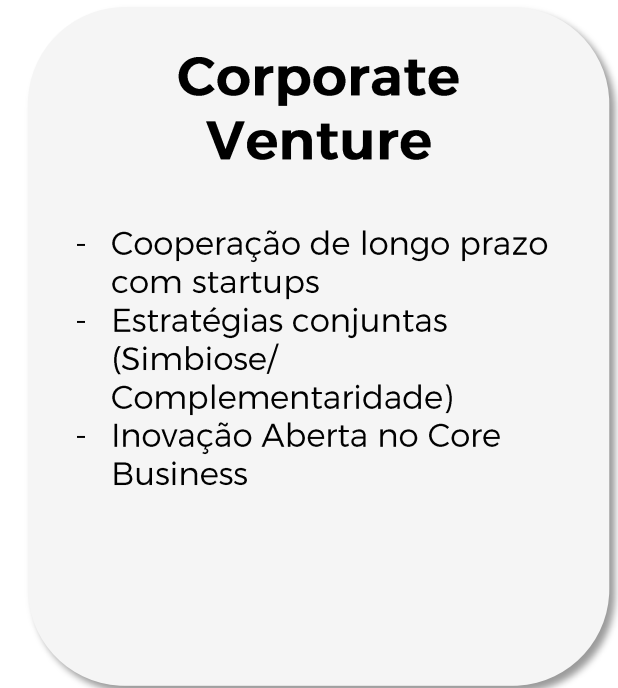 Corporate
Venture
- Cooperação de longo prazo
com startups
- Estratégias conjuntas
(Simbiose/
Complementaridade)
- Inovação Aberta no Core
Business